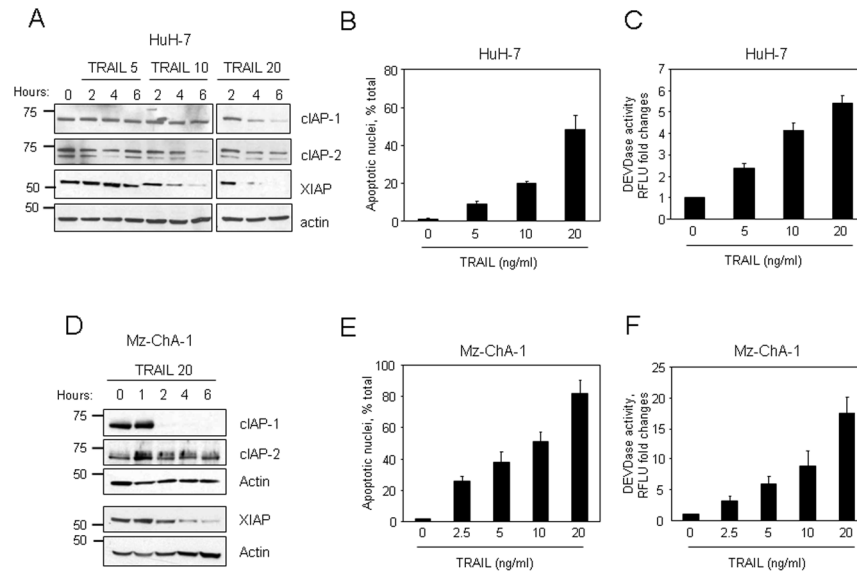 A
HuH-7
TRAIL 5 TRAIL 10 TRAIL 20
Hours: 0 2 4 6 2 4 6 2 4 6
75
cIAP-1
75
cIAP-2
50
XIAP
50
actin
B
HuH-7
Apoptotic nuclei, % total
80
60
40
20
0
0 5 10 20
TRAIL (ng/ml)
C
HuH-7
DEVDase activity
RFLU fold changes
7
6
5
4
3
2
1
0
0 5 10 20
TRAIL (ng/ml)
D
Mz-ChA-1
TRAIL 20
Hours: 0 1 2 4 6
75
cIAP-1
75
cIAP-2
50
Actin
50
XIAP
50
Actin
E
Mz-ChA-1
Apoptotic nuclei, % total
100
80
60
40
20
0
0 2.5 5 10 20
TRAIL (ng/ml)
F
Mz-ChA-1
DEVDase activity,
RFLU fold changes
25
20
15
10
5
0
0 2.5 5 10 20
TRAIL (ng/ml)